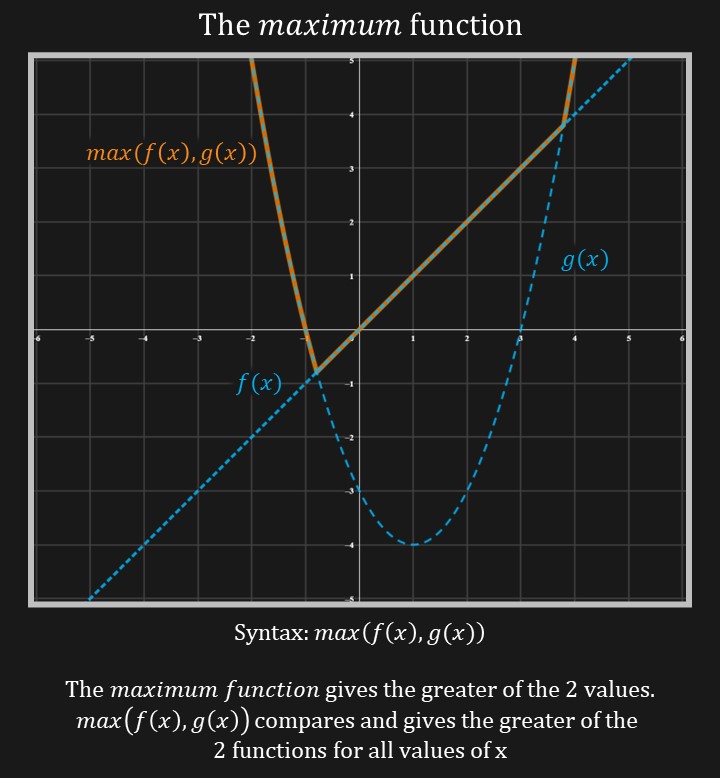 The maximum function
5
max(f(x),g(x))
4
3
2
g(x)
1
-6 -5 -4 -3 -2 1 2 3 4 5 6
f(x)
-1
-2
-3
-4
-5
Syntax: max(f(x), g(x))
The maximum function gives the greater of the 2 values.
max(f(x), g(x)) compares and gives the greater of the
2 functions for all values of x